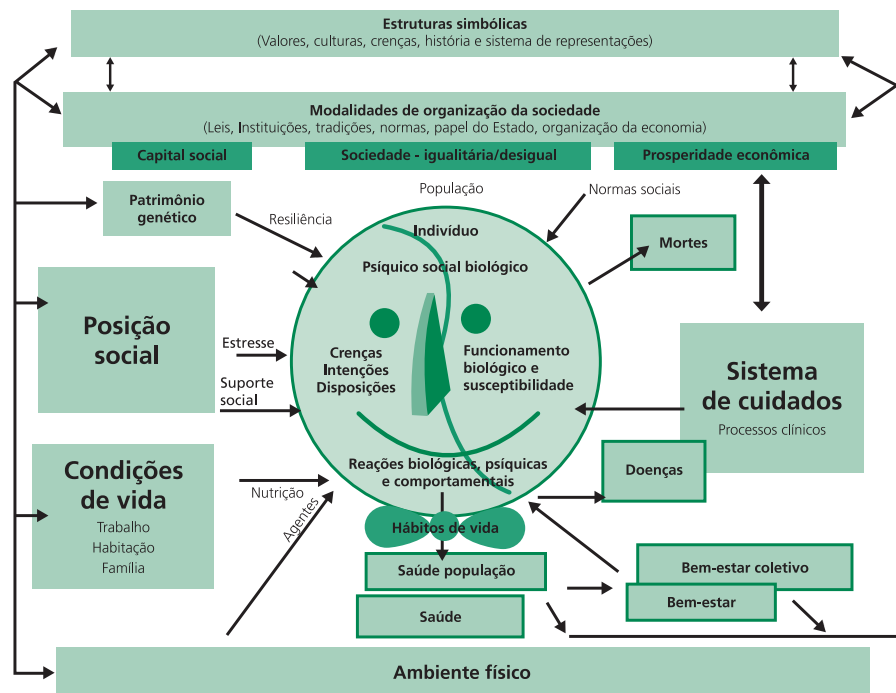 Estruturas simbólicas
(Valores, culturas, crenças, história e sistema de representações)
Modalidades de organização da sociedade
(Leis, Instituições, tradições, normas, papel do Estado, organização da economia)
Capital social
Sociedade - igualitária/desigual
Prosperidade econômica
População
Normas sociais
Patrimônio
genético
Resiliência
Indivíduo
Mortes
Psíquico social biológico
Posição
social
Estresse
Suporte
social
Crenças
Intenções
Disposições
Funcionamento
biológico e
susceptibilidade
Sistema
de cuidados
Processos clínicos
Condições
de vida
Trabalho
Habitação
Família
Nutrição
Agentes
Reações biológicas, psíquicas
e comportamentais
Doenças
Hábitos de vida
Saúde população
Saúde
Bem-estar coletivo
Bem-estar
Ambiente físico